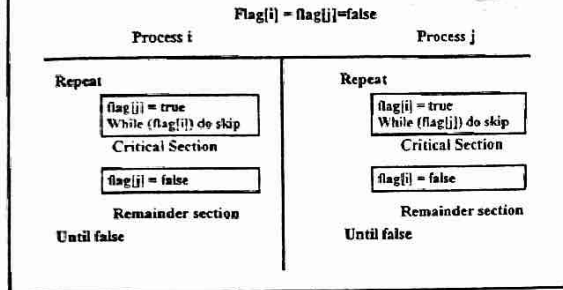 Flag[i] = flag[j]=false
Process i
Repeat
flag[j] = true
While (flag[i]) do skip
Critical Section
flag[j] = false
Remainder section
Until false
Process j
Repeat
flag[i] = true
While (flag[j]) do skip
Critical Section
flag[i] = false
Remainder section
Until false